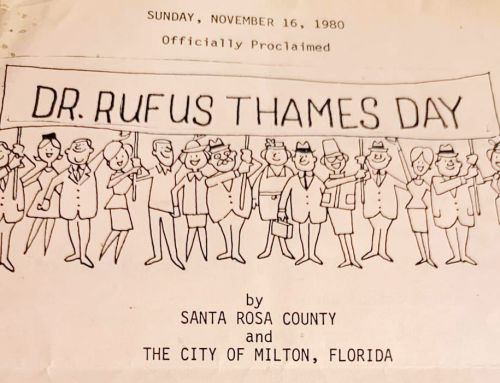 SUNDAY, NOVEMBER 16, 1980
Officially Proclaimed
DR. RUFUS THAMES DAY
by
SANTA ROSA COUNTY
and
THE CITY OF MILTON, FLORIDA